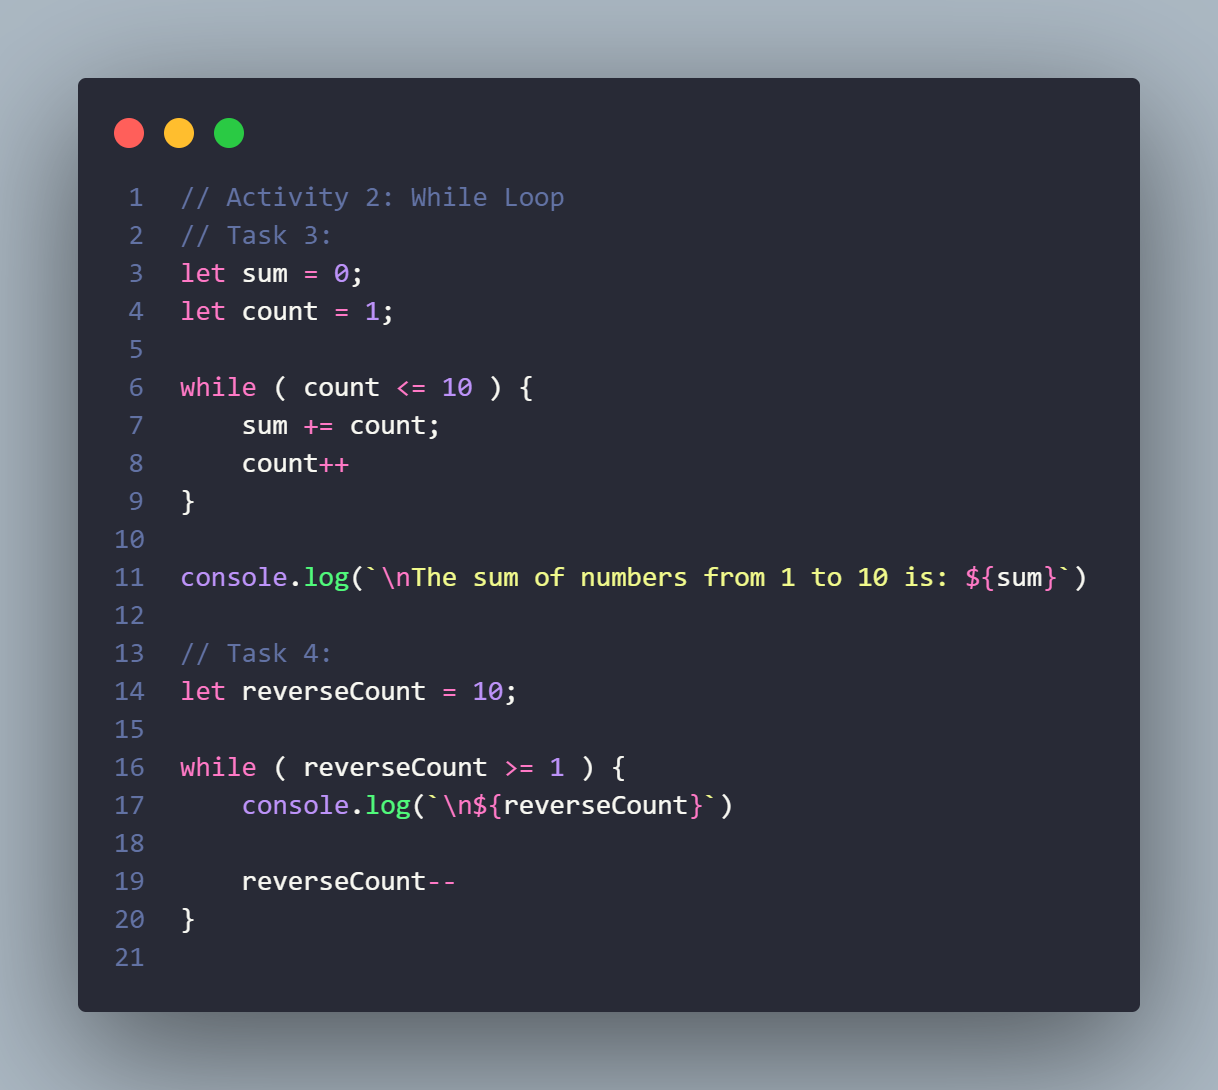 1 // Activity 2: While Loop
2 // Task 3:
3 let sum = 0;
4 let count = 1;
5
6 while ( count <= 10 ) {
7     sum += count;
8     count++
9 }
10
11 console.log(`\nThe sum of numbers from 1 to 10 is: ${sum}`)
12
13 // Task 4:
14 let reverseCount = 10;
15
16 while ( reverseCount >= 1 ) {
17     console.log(`\n${reverseCount}`)
18
19     reverseCount--
20 }
21